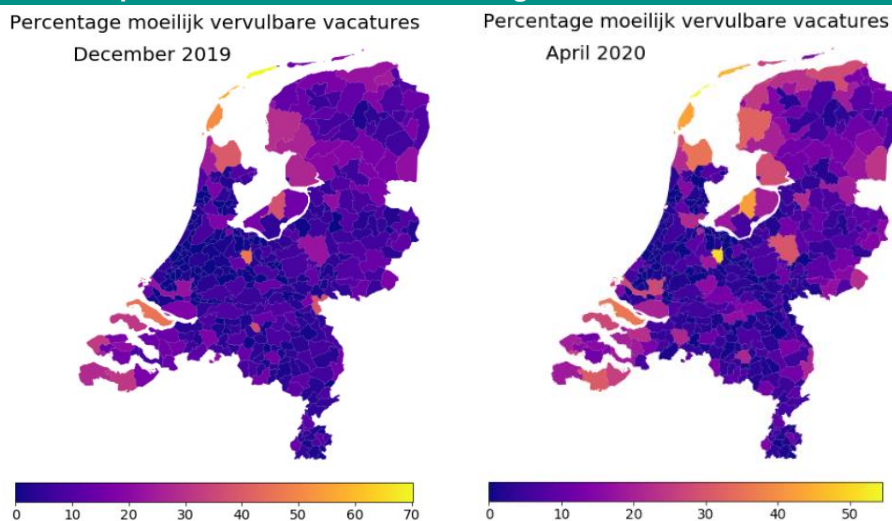 Percentage moeilijk vervulbare vacatures
December 2019
0 10 20 30 40 50 60 70
Percentage moeilijk vervulbare vacatures
April 2020
0 10 20 30 40 50